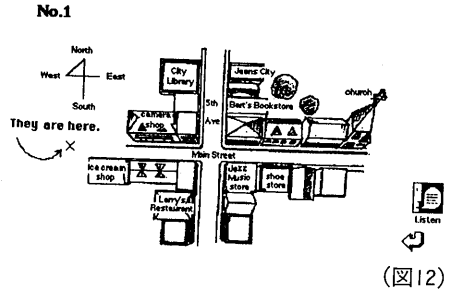 No.1
North
West
East
South
They are here.
City
Library
Jeans City
5th
Ave
Bert's Bookstore
church
camera
shop
Main Street
Ice cream
shop
Jazz
Music
store
shoe
store
Larry's
Restaurant
Listen
(図12)